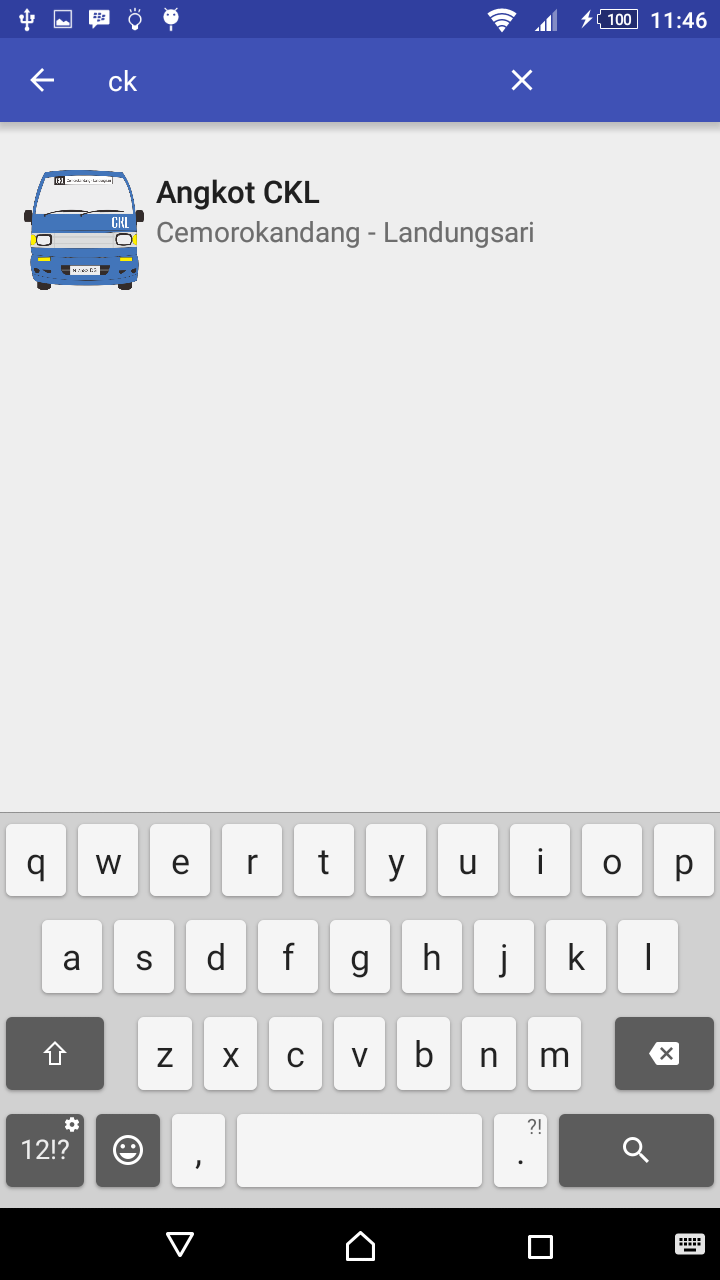 100 11:46
ck
Angkot CKL
Cemorokandang - Landungsari
CKL
q w e r t y u i o p
a s d f g h j k l
z x c v b n m
12!? , . ?!